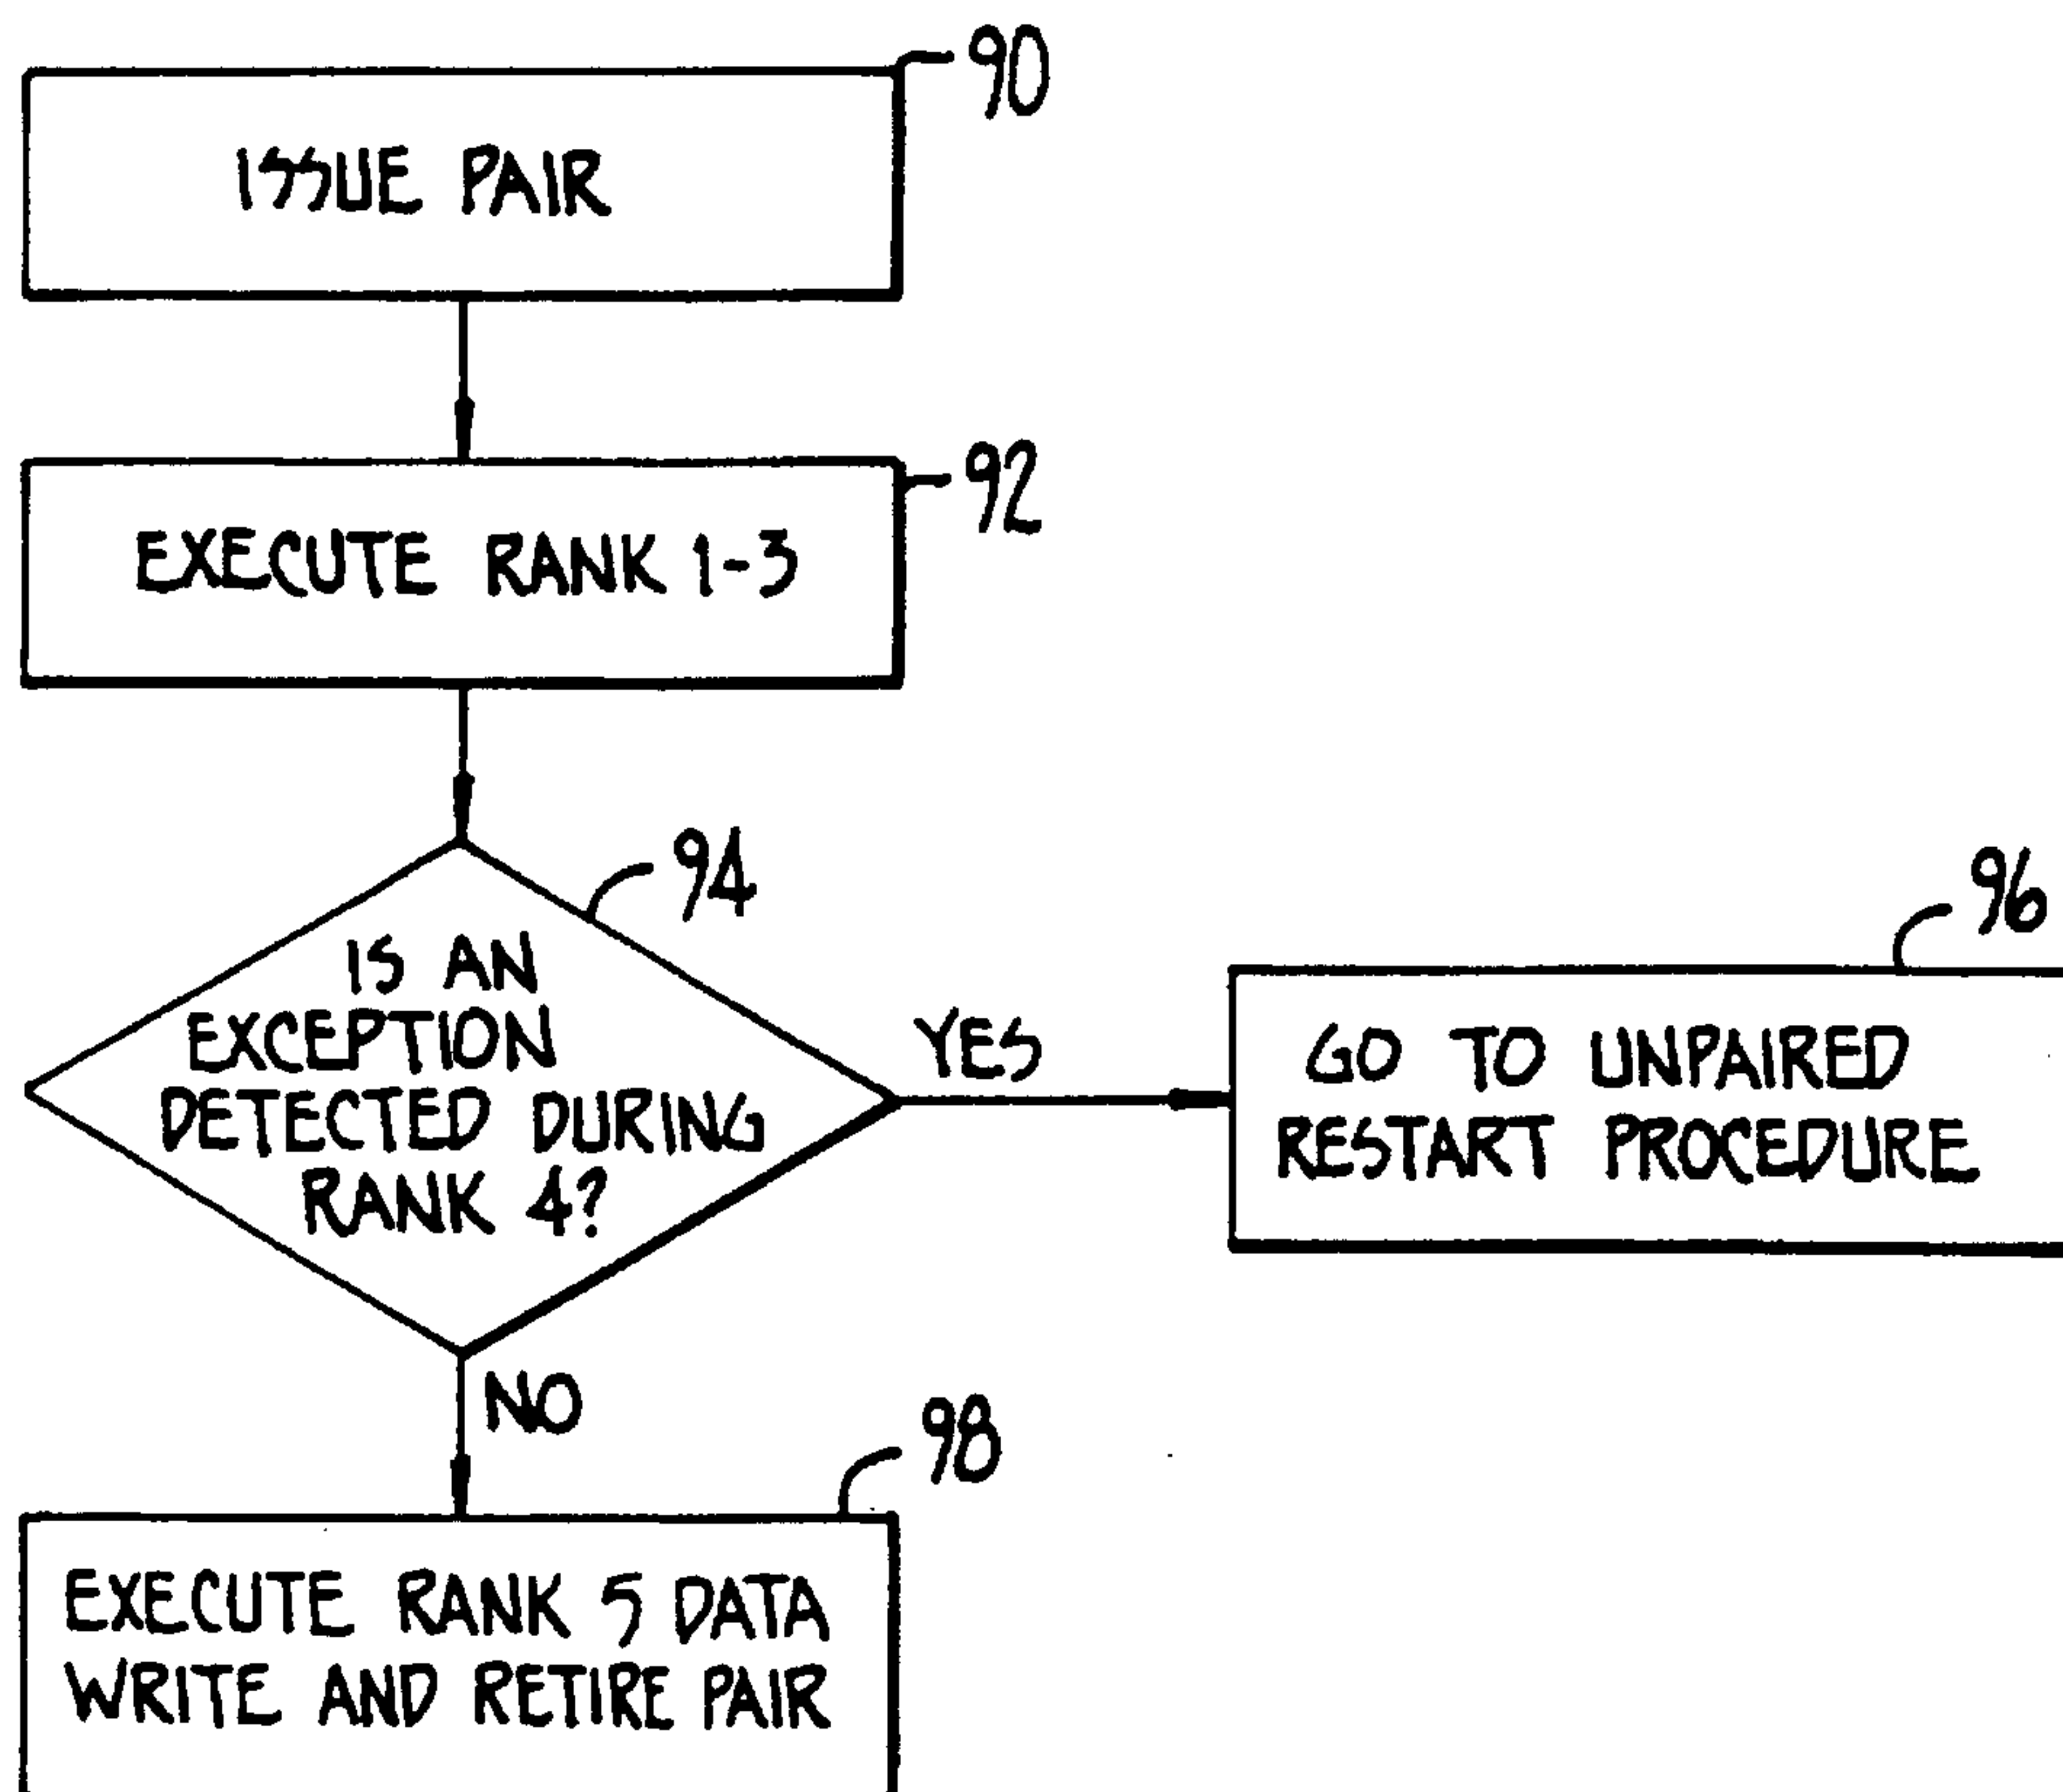 90
ISSUE PAIR
92
EXECUTE RANK 1-3
94
IS AN
EXCEPTION
DETECTED DURING
RANK 4?
YES
96
GO TO UNPAIRED
RESTART PROCEDURE
NO
98
EXECUTE RANK 5 DATA
WRITE AND RETIRE PAIR